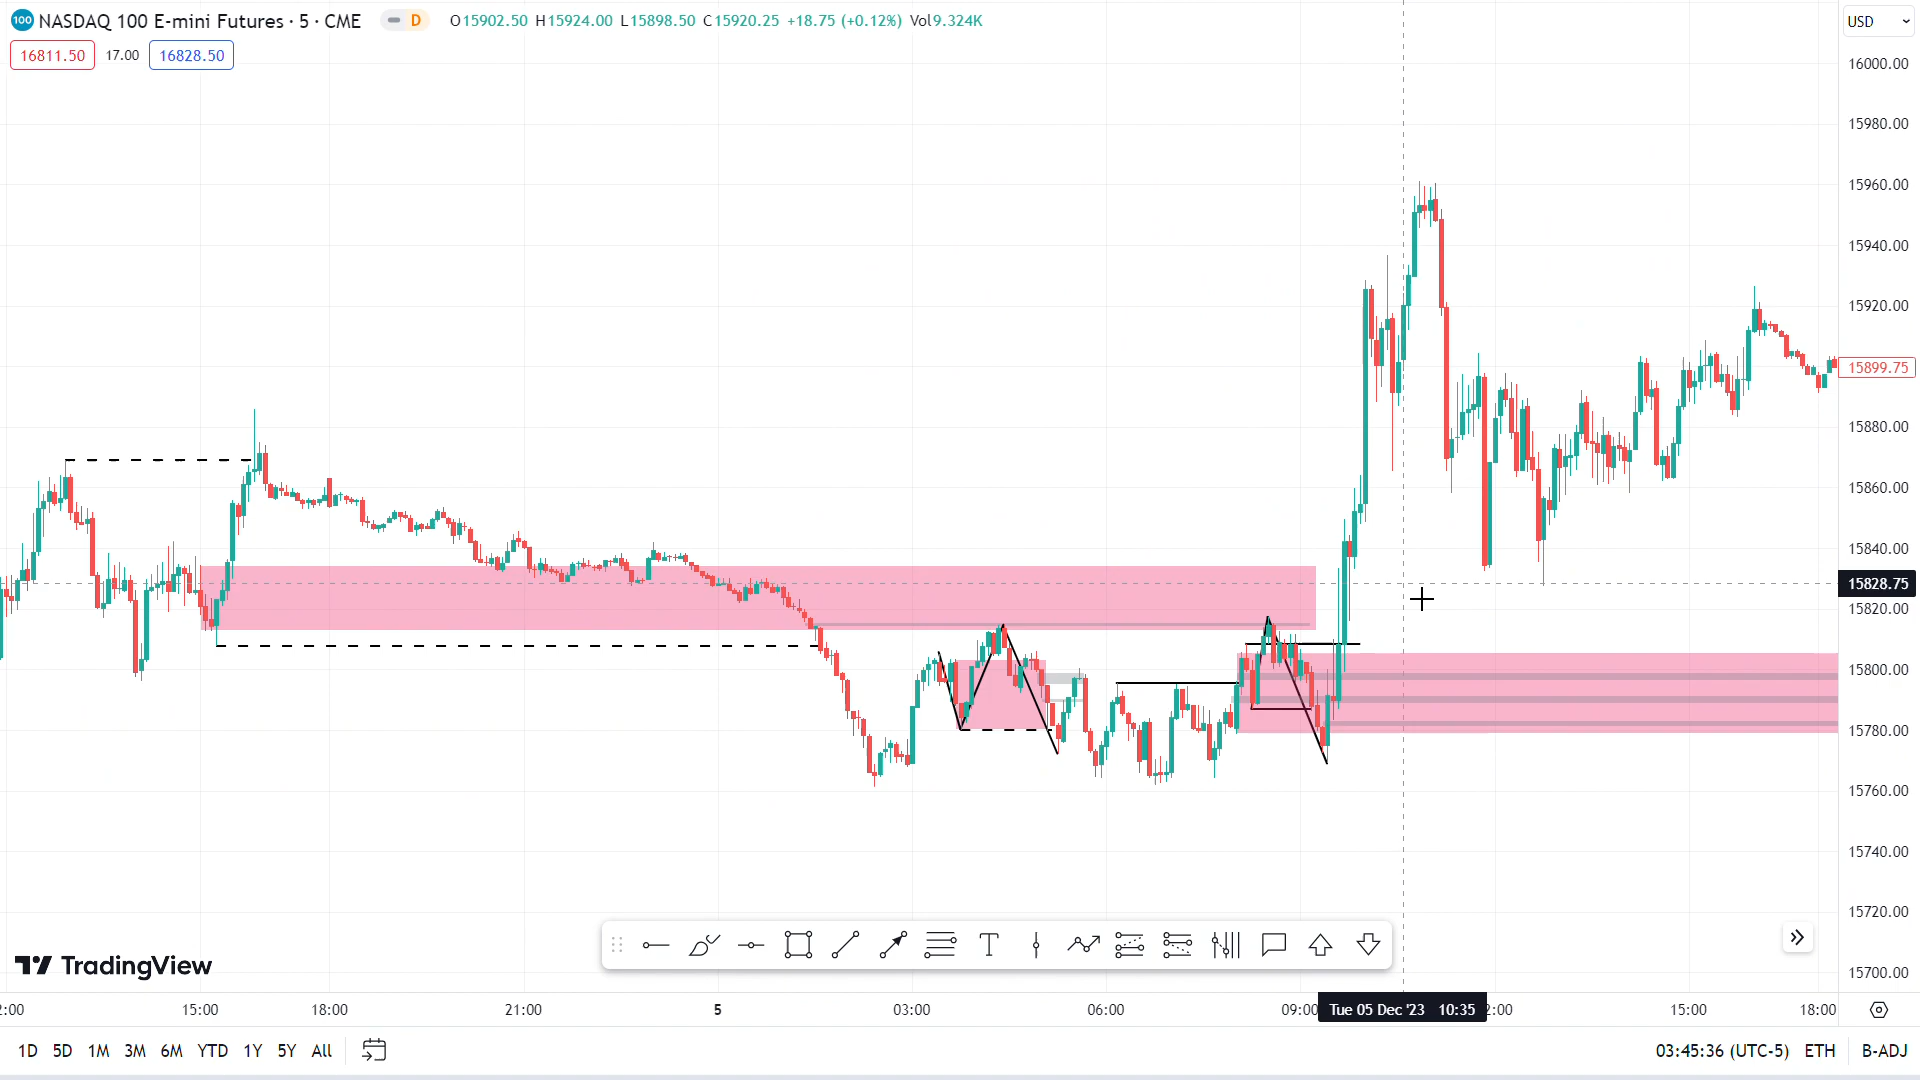 100 NASDAQ 100 E-mini Futures · 5 · CME D O15902.50 H15924.00 L15898.50 C15920.25 +18.75 (+0.12%) Vol9.324K
USD
16811.50 17.00 16828.50
16000.00
15980.00
15960.00
15940.00
15920.00
15899.75
15880.00
15860.00
15840.00
15828.75
15820.00
15800.00
15780.00
15760.00
15740.00
15720.00
15700.00
T
TradingView
2:00 15:00 18:00 21:00 5 03:00 06:00 09:00 Tue 05 Dec '23 10:35 2:00 15:00 18:00
1D 5D 1M 3M 6M YTD 1Y 5Y All 03:45:36 (UTC-5) ETH B-ADJ